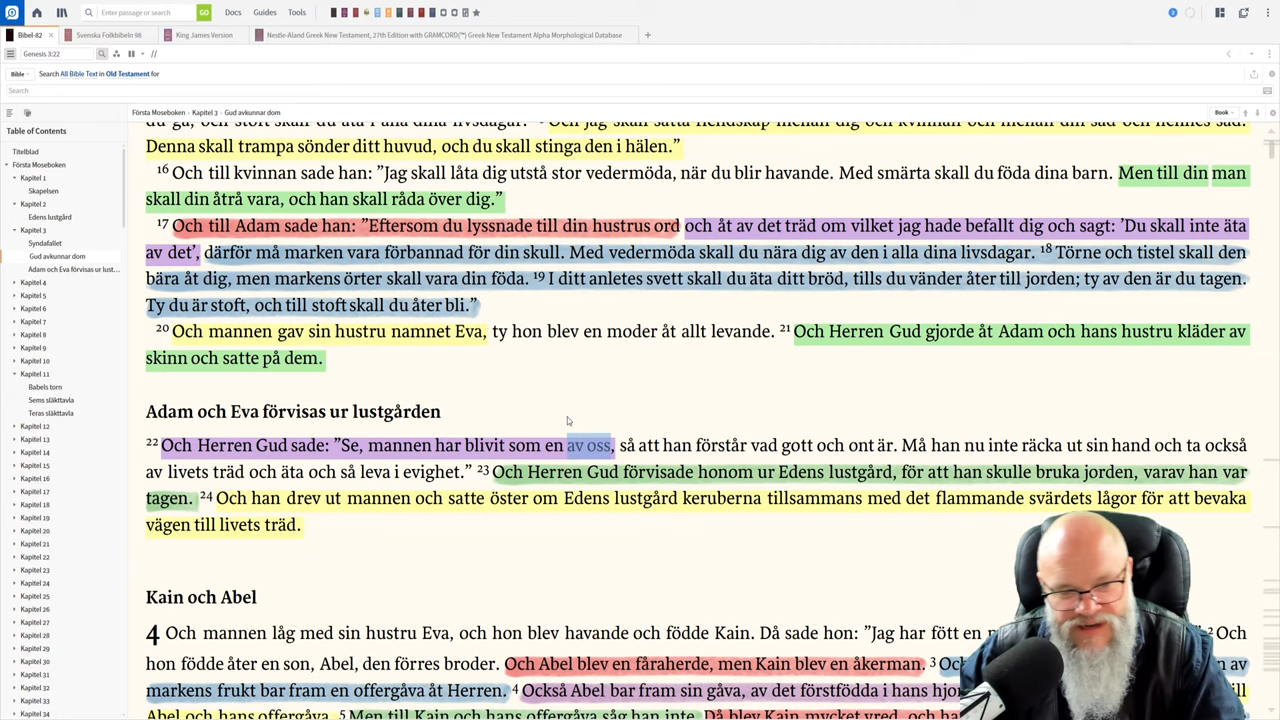 Enter passage or search
GO
Docs
Guides
Tools
2
Bibel-82
Svenska Folkbibeln 98
King James Version
Nestle-Aland Greek New Testament, 27th Edition with GRAMCORD(™) Greek New Testament Alpha Morphological Database
Genesis 3:22
Bible
Search All Bible Text in Old Testament for
Search
Första Moseboken
Kapitel 3
Gud avkunnar dom
Book
Table of Contents
Titelblad
Första Moseboken
Kapitel 1
Skapelsen
Kapitel 2
Edens lustgård
Kapitel 3
Syndafallet
Gud avkunnar dom
Adam och Eva förvisas ur lust...
Kapitel 4
Kapitel 5
Kapitel 6
Kapitel 7
Kapitel 8
Kapitel 9
Kapitel 10
Kapitel 11
Babels torn
Sems släkttavla
Teras släkttavla
Kapitel 12
Kapitel 13
Kapitel 14
Kapitel 15
Kapitel 16
Kapitel 17
Kapitel 18
Kapitel 19
Kapitel 20
Kapitel 21
Kapitel 22
Kapitel 23
Kapitel 24
Kapitel 25
Kapitel 26
Kapitel 27
Kapitel 28
Kapitel 29
Kapitel 30
Kapitel 31
Kapitel 32
Kapitel 33
Kapitel 34
Denna skall trampa sönder ditt huvud, och du skall stinga den i hälen.”
16 Och till kvinnan sade han: ”Jag skall låta dig utstå stor vedermöda, när du blir havande. Med smärta skall du föda dina barn. Men till din man
skall din åtrå vara, och han skall råda över dig.”
17 Och till Adam sade han: ”Eftersom du lyssnade till din hustrus ord och åt av det träd om vilket jag hade befallt dig och sagt: ’Du skall inte äta
av det’, därför må marken vara förbannad för din skull. Med vedermöda skall du nära dig av den i alla dina livsdagar. 18 Törne och tistel skall den
bära åt dig, men markens örter skall vara din föda. 19 I ditt anletes svett skall du äta ditt bröd, tills du vänder åter till jorden; ty av den är du tagen.
Ty du är stoft, och till stoft skall du åter bli.”
20 Och mannen gav sin hustru namnet Eva, ty hon blev en moder åt allt levande. 21 Och Herren Gud gjorde åt Adam och hans hustru kläder av
skinn och satte på dem.
Adam och Eva förvisas ur lustgården
22 Och Herren Gud sade: ”Se, mannen har blivit som en av oss, så att han förstår vad gott och ont är. Må han nu inte räcka ut sin hand och ta också
av livets träd och äta och så leva i evighet.” 23 Och Herren Gud förvisade honom ur Edens lustgård, för att han skulle bruka jorden, varav han var
tagen. 24 Och han drev ut mannen och satte öster om Edens lustgård keruberna tillsammans med det flammande svärdets lågor för att bevaka
vägen till livets träd.
Kain och Abel
4 Och mannen låg med sin hustru Eva, och hon blev havande och födde Kain. Då sade hon: ”Jag har fött en 2 Och
hon födde åter en son, Abel, den förres broder. Och Abel blev en fåraherde, men Kain blev en åkerman. 3 av
markens frukt bar fram en offergåva åt Herren. 4 Också Abel bar fram sin gåva, av det förstfödda i hans
Abel och hans offergåva. 5 Men till Kain och hans offergåva såg han inte. Då blev Kain mycket vred, och